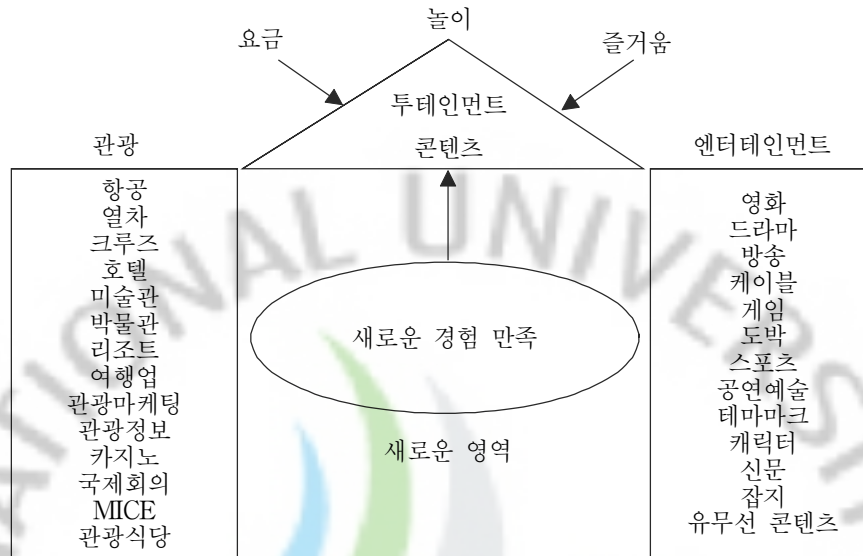 놀이
요금
즐거움
투테인먼트
콘텐츠
관광
항공
열차
크루즈
호텔
미술관
박물관
리조트
여행업
관광마케팅
관광정보
카지노
국제회의
MICE
관광식당
새로운 경험 만족
새로운 영역
엔터테인먼트
영화
드라마
방송
케이블
게임
도박
스포츠
공연예술
테마마크
캐릭터
신문
잡지
유무선 콘텐츠
ATIONAL UNIVERSI